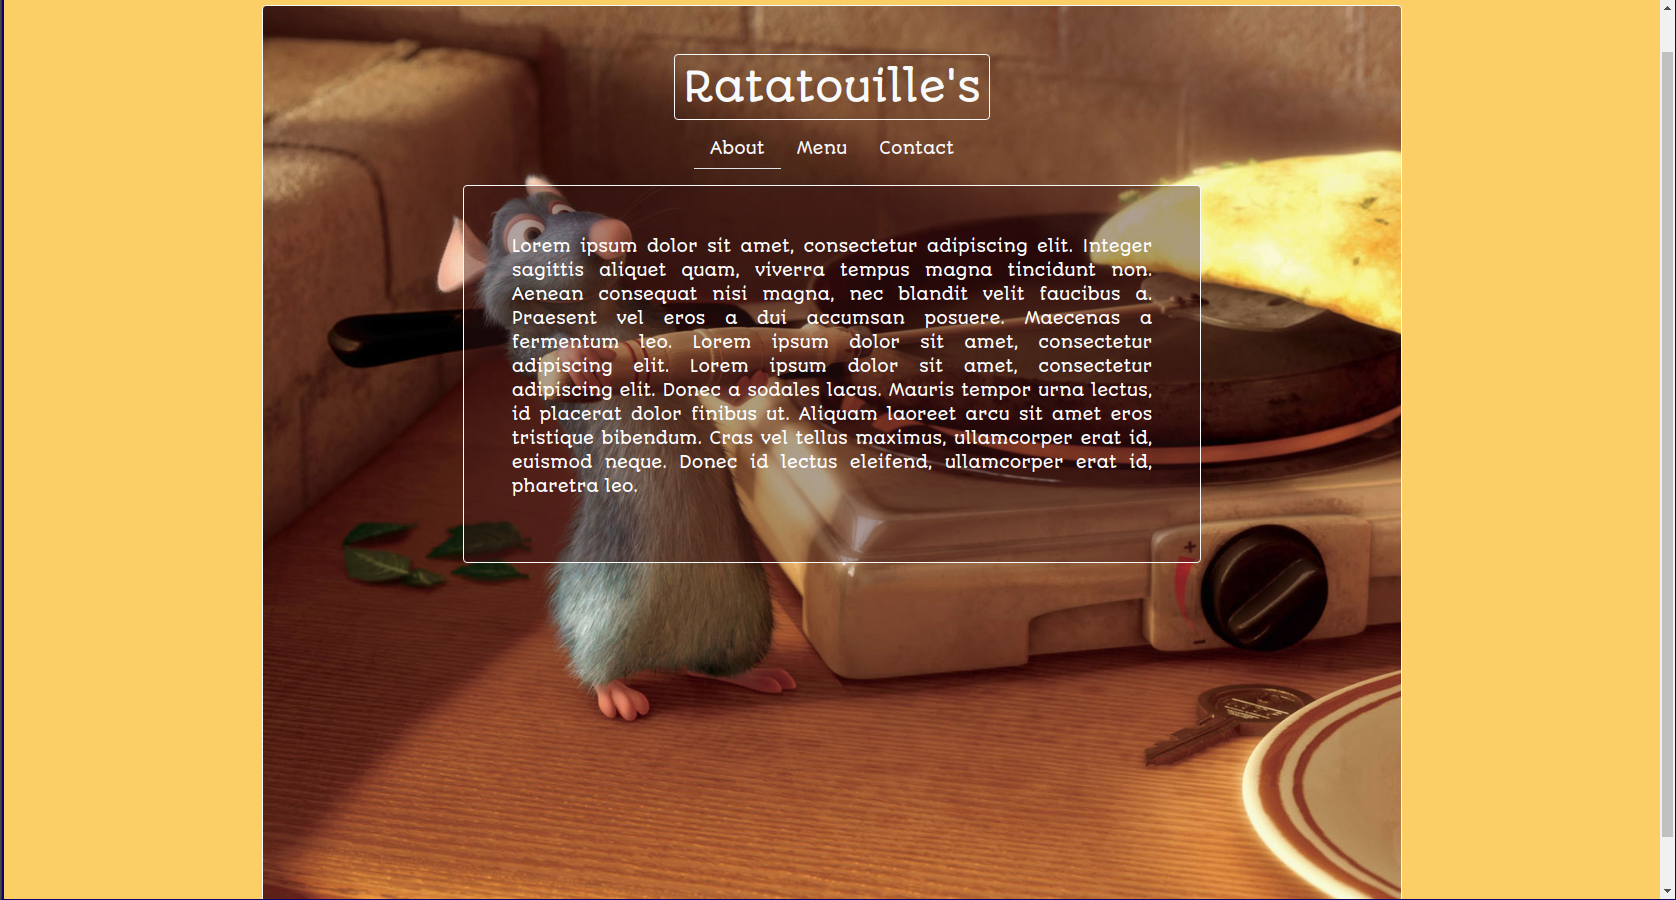 Ratatouille's
About Menu Contact
Lorem ipsum dolor sit amet, consectetur adipiscing elit. Integer
sagittis aliquet quam, viverra tempus magna tincidunt non.
Aenean consequat nisi magna, nec blandit velit faucibus a.
Praesent vel eros a dui accumsan posuere. Maecenas a
fermentum leo. Lorem ipsum dolor sit amet, consectetur
adipiscing elit. Lorem ipsum dolor sit amet, consectetur
adipiscing elit. Donec a sodales lacus. Mauris tempor urna lectus,
id placerat dolor finibus ut. Aliquam laoreet arcu sit amet eros
tristique bibendum. Cras vel tellus maximus, ullamcorper erat id,
euismod neque. Donec id lectus eleifend, ullamcorper erat id,
pharetra leo.
+
-